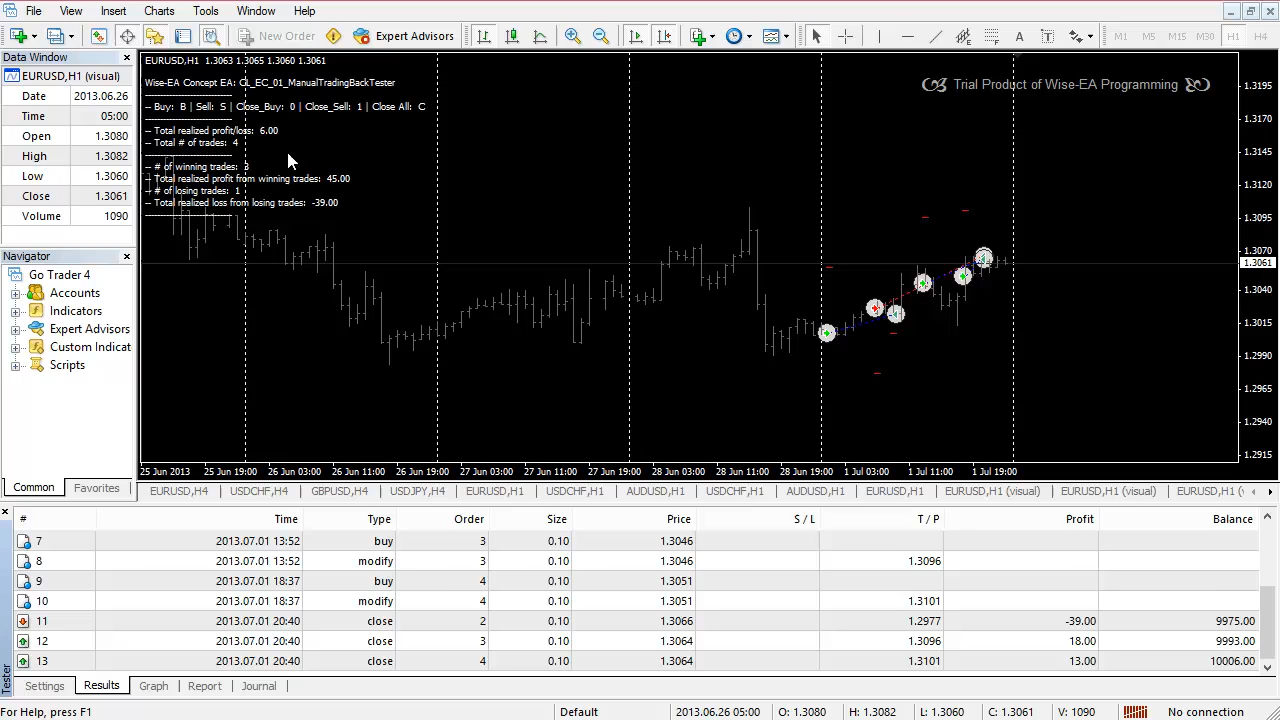 File View Insert Charts Tools Window Help
New Order Expert Advisors M1 M5 M15 M30 H1 H4
Data Window
EURUSD,H1 (visual)
Date 2013.06.26
Time 05:00
Open 1.3080
High 1.3082
Low 1.3060
Close 1.3061
Volume 1090
Navigator
Go Trader 4
Accounts
Indicators
Expert Advisors
Custom Indicat
Scripts
Common Favorites
EURUSD,H1 1.3063 1.3065 1.3060 1.3061
Wise-EA Concept EA: CL_EC_01_ManualTradingBackTester
-- Buy: B | Sell: S | Close_Buy: 0 | Close_Sell: 1 | Close All: C
-- Total realized profit/loss: 6.00
-- Total # of trades: 4
-- # of winning trades: 3
-- Total realized profit from winning trades: 45.00
-- # of losing trades: 1
-- Total realized loss from losing trades: -39.00
Trial Product of Wise-EA Programming
1.3195
1.3170
1.3145
1.3120
1.3095
1.3070
1.3061
1.3040
1.3015
1.2990
1.2965
1.2940
1.2915
25 Jun 2013 25 Jun 19:00 26 Jun 03:00 26 Jun 11:00 26 Jun 19:00 27 Jun 03:00 27 Jun 11:00 27 Jun 19:00 28 Jun 03:00 28 Jun 11:00 28 Jun 19:00 1 Jul 03:00 1 Jul 11:00 1 Jul 19:00
EURUSD,H4 USDCHF,H4 GBPUSD,H4 USDJPY,H4 EURUSD,H1 USDCHF,H1 AUDUSD,H1 USDCHF,H1 AUDUSD,H1 EURUSD,H1 EURUSD,H1 (visual) EURUSD,H1 (visual) EURUSD,H1 (
# Time Type Order Size Price S / L T / P Profit Balance
7 2013.07.01 13:52 buy 3 0.10 1.3046
8 2013.07.01 13:52 modify 3 0.10 1.3046 1.3096
9 2013.07.01 18:37 buy 4 0.10 1.3051
10 2013.07.01 18:37 modify 4 0.10 1.3051 1.3101
11 2013.07.01 20:40 close 2 0.10 1.3066 1.2977 -39.00 9975.00
12 2013.07.01 20:40 close 3 0.10 1.3064 1.3096 18.00 9993.00
13 2013.07.01 20:40 close 4 0.10 1.3064 1.3101 13.00 10006.00
Tester
Settings Results Graph Report Journal
For Help, press F1 Default 2013.06.26 05:00 O: 1.3080 H: 1.3082 L: 1.3060 C: 1.3061 V: 1090 No connection